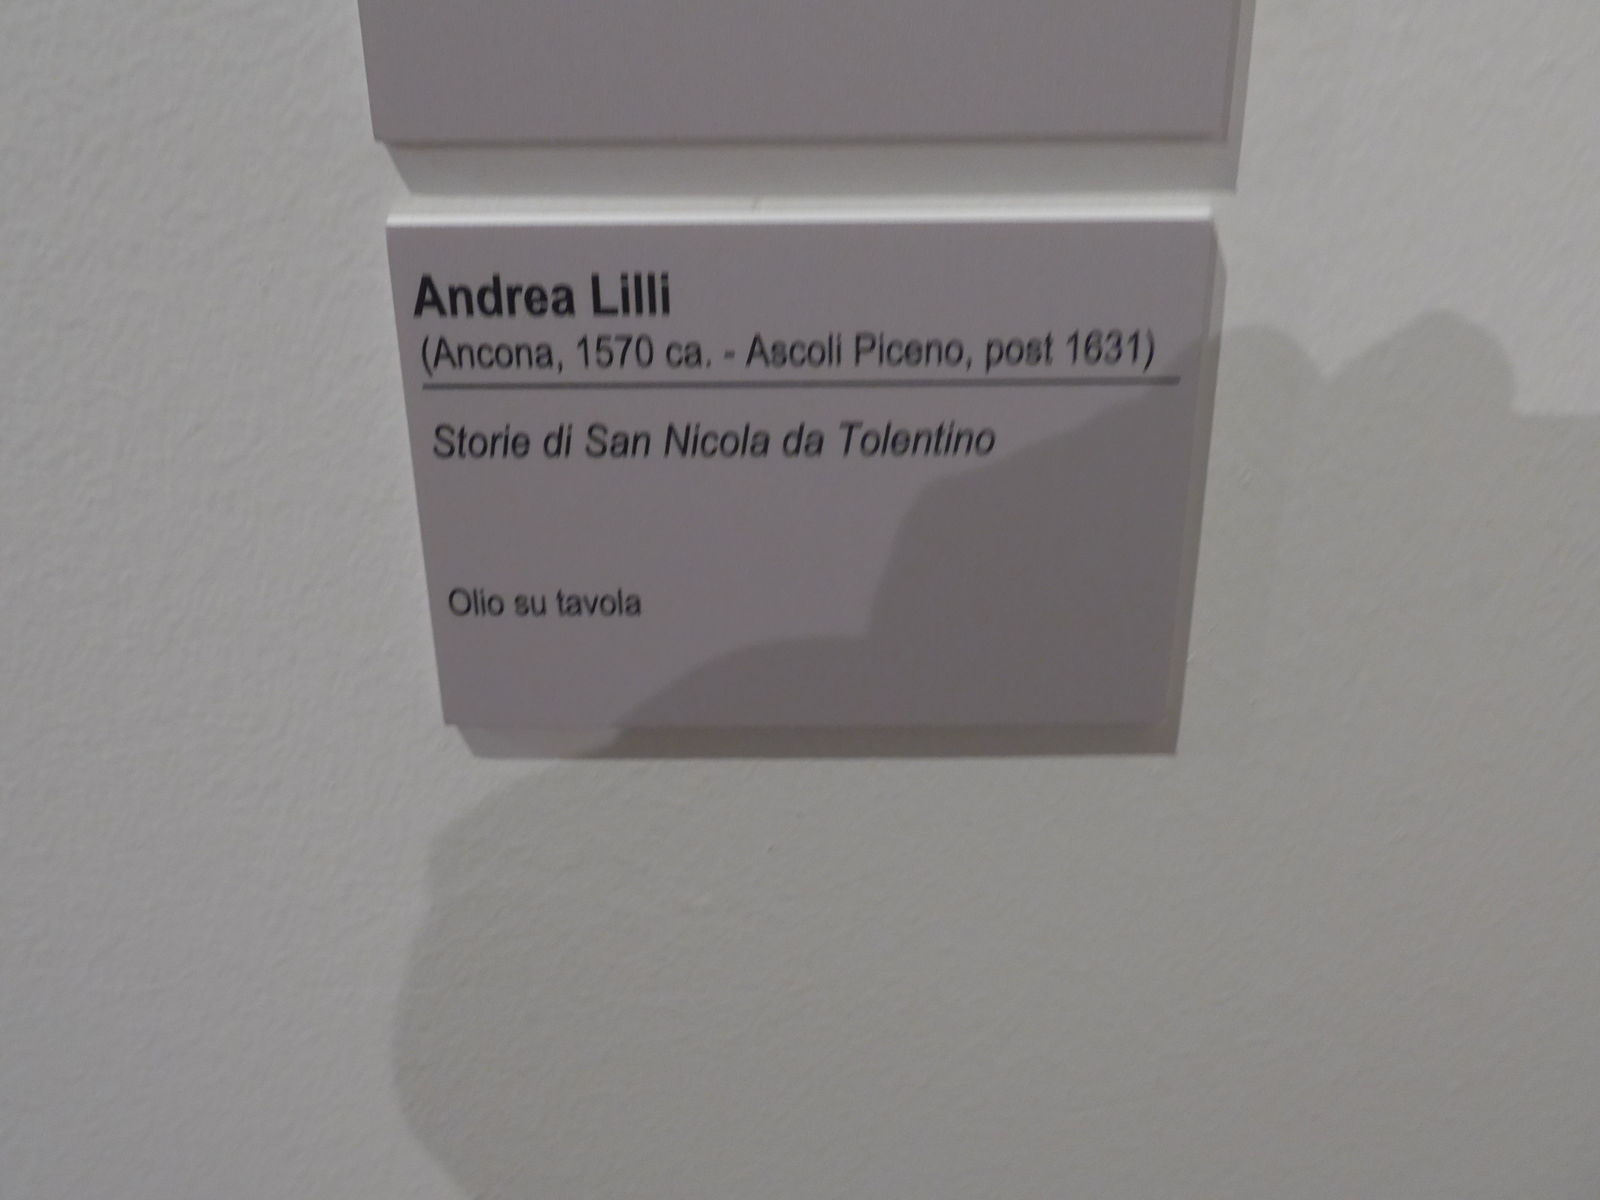 Andrea Lilli
(Ancona, 1570 ca. - Ascoli Piceno, post 1631)
Storie di San Nicola da Tolentino
Olio su tavola